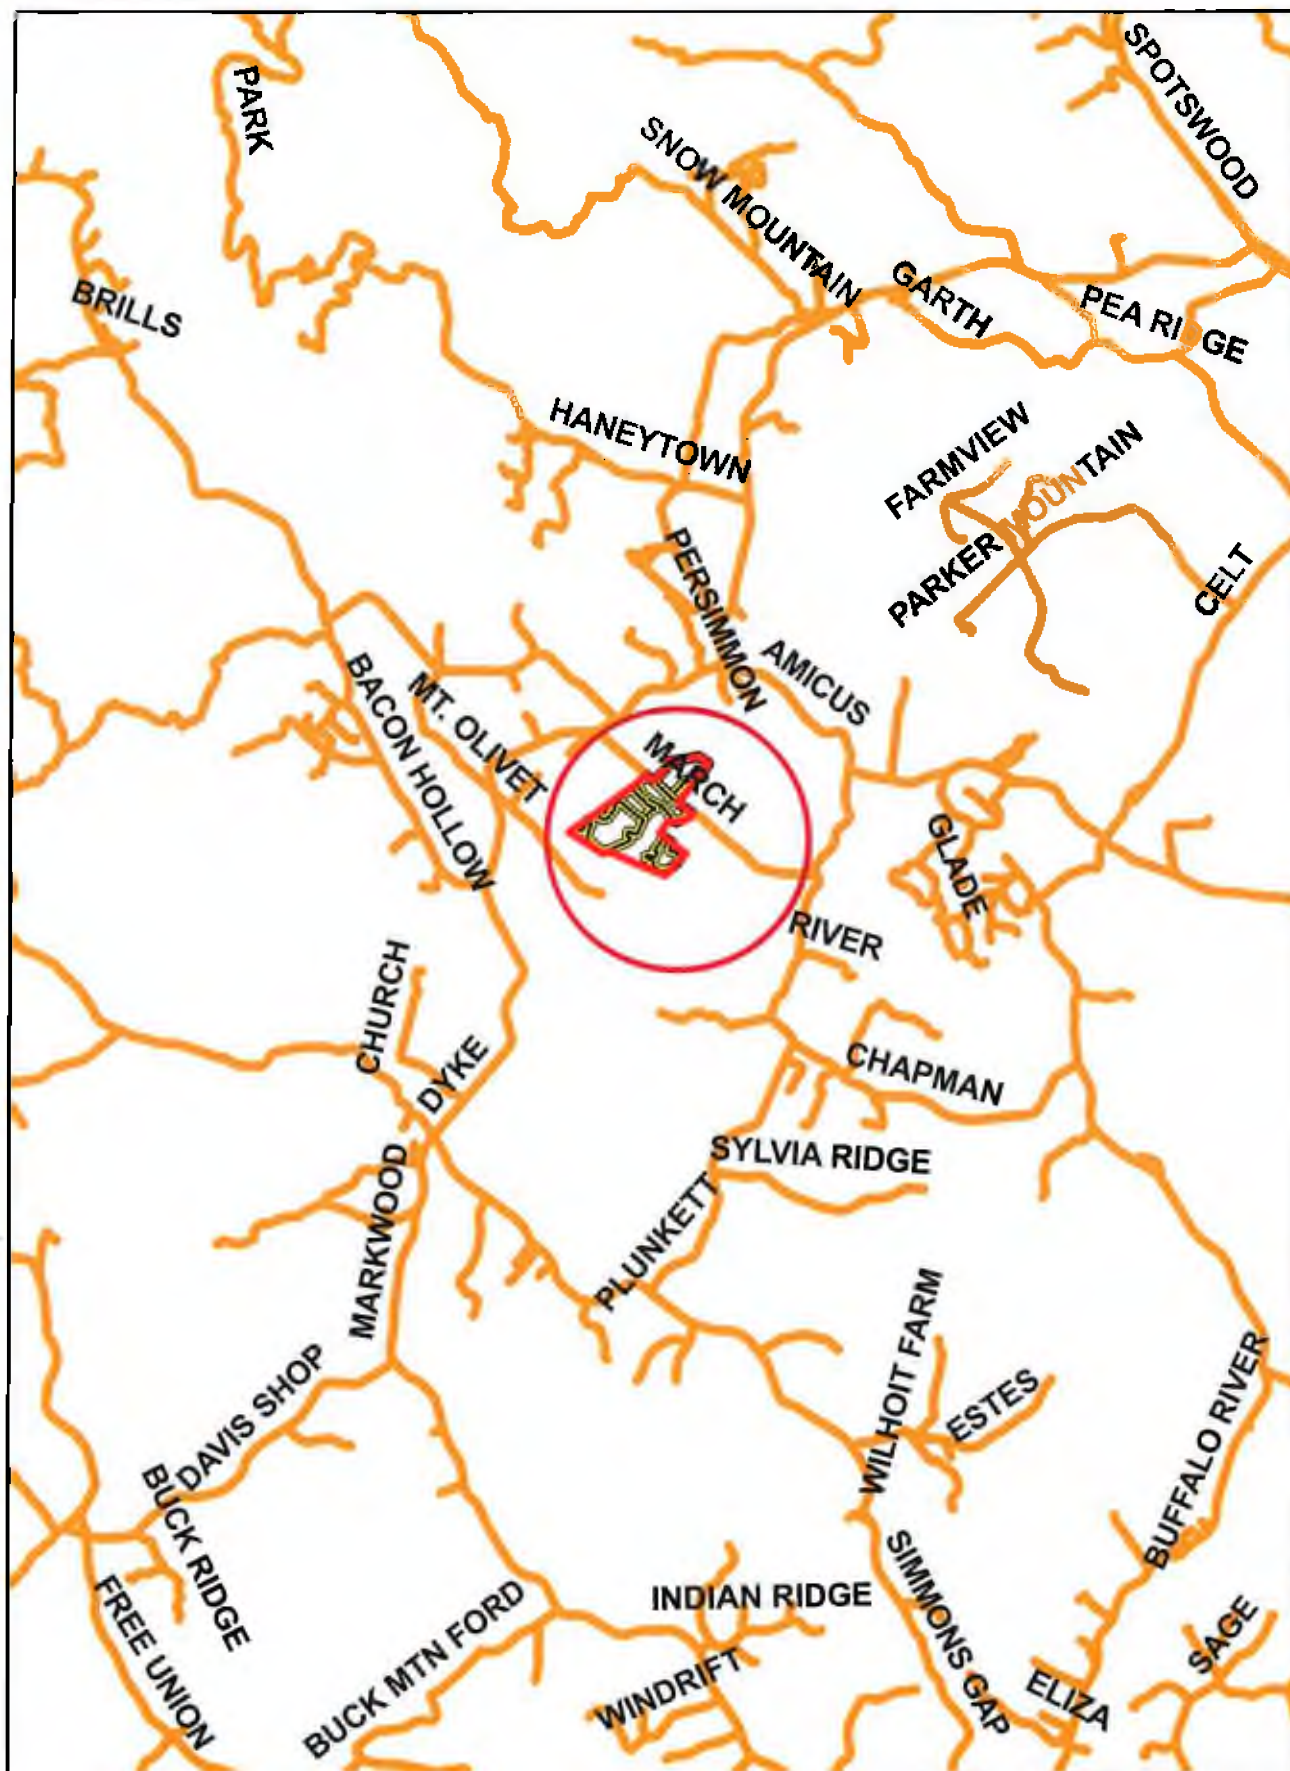 SPOTSWOOD
PARK
SNOW MOUNTAIN
BRILLS
GARTH
PEA RIDGE
HANEYTOWN
FARMVIEW
PARKER MOUNTAIN
CELT
PERSIMMON
AMICUS
BACON HOLLOW
MT. OLIVET
MARCH
GLADE
RIVER
CHURCH
DYKE
CHAPMAN
SYLVIA RIDGE
MARKWOOD
PLUNKETT
WILHOIT FARM
ESTES
BUFFALO RIVER
DAVIS SHOP
BUCK RIDGE
SIMMONS GAP
INDIAN RIDGE
FREE UNION
BUCK MTN FORD
WINDRIFT
ELIZA
SAGE